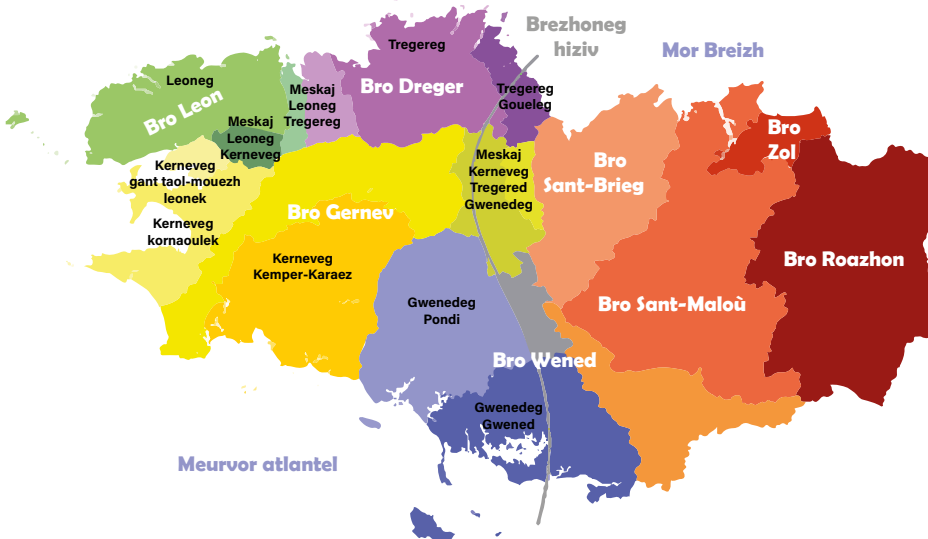 Brezhoneg
hiziv
Mor Breizh
Tregereg
Leoneg
Bro Leon
Meskaj
Leoneg
Tregereg
Bro Dreger
Tregereg
Goueleg
Meskaj
Leoneg
Kerneveg
Bro
Zol
Kerneveg
gant taol-mouezh
leonek
Meskaj
Kerneveg
Tregered
Gwenedeg
Bro
Sant-Brieg
Kerneveg
kornaoulek
Bro Gernev
Kerneveg
Kemper-Karaez
Bro Roazhon
Gwenedeg
Pondi
Bro Sant-Maloù
Bro Wened
Gwenedeg
Gwened
Meurvor atlantel